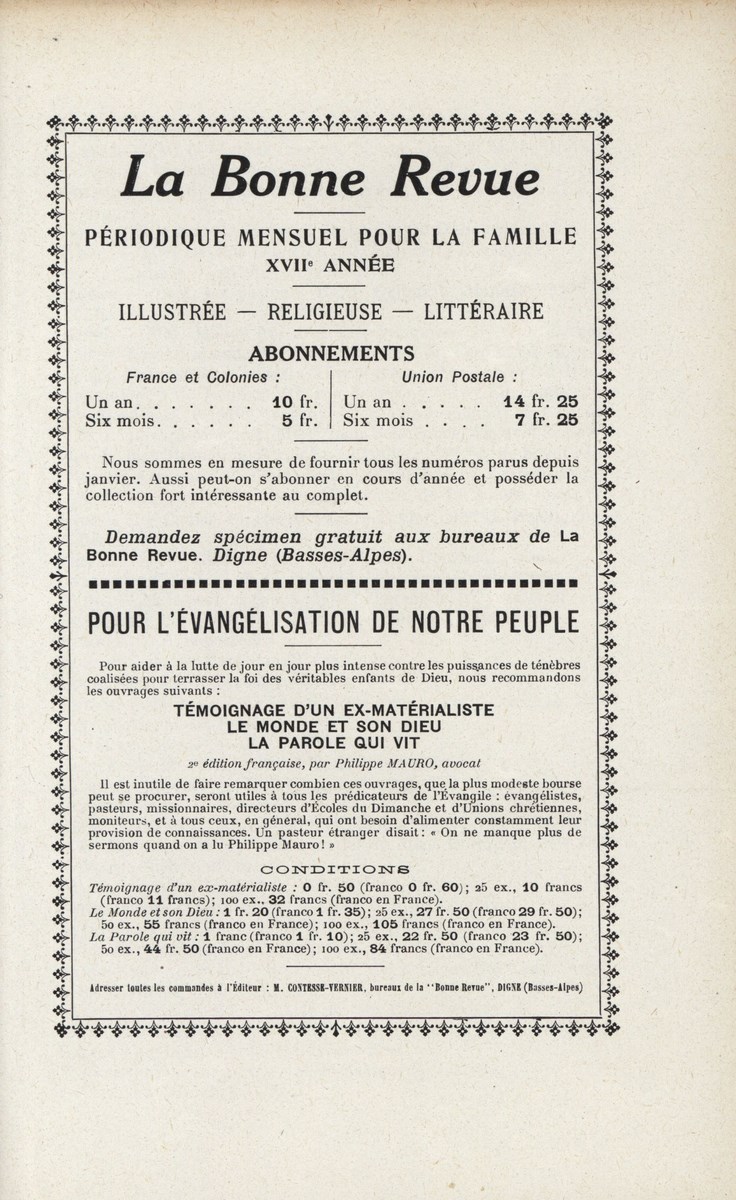 La Bonne Revue
PÉRIODIQUE MENSUEL POUR LA FAMILLE
XVIIe ANNÉE
ILLUSTRÉE — RELIGIEUSE — LITTÉRAIRE
ABONNEMENTS
France et Colonies :
Un an. . . . . . . 10 fr.
Six mois. . . . . . 5 fr.
Union Postale :
Un an . . . . . 14 fr. 25
Six mois . . . . 7 fr. 25
Nous sommes en mesure de fournir tous les numéros parus depuis
janvier. Aussi peut-on s'abonner en cours d'année et posséder la
collection fort intéressante au complet.
Demandez spécimen gratuit aux bureaux de La
Bonne Revue. Digne (Basses-Alpes).
POUR L'ÉVANGÉLISATION DE NOTRE PEUPLE
Pour aider à la lutte de jour en jour plus intense contre les puissances de ténèbres
coalisées pour terrasser la foi des véritables enfants de Dieu, nous recommandons
les ouvrages suivants :
TÉMOIGNAGE D'UN EX-MATÉRIALISTE
LE MONDE ET SON DIEU
LA PAROLE QUI VIT
2e édition française, par Philippe MAURO, avocat
Il est inutile de faire remarquer combien ces ouvrages, que la plus modeste bourse
peut se procurer, seront utiles à tous les prédicateurs de l'Évangile : évangélistes,
pasteurs, missionnaires, directeurs d'Écoles du Dimanche et d'Unions chrétiennes,
moniteurs, et à tous ceux, en général, qui ont besoin d'alimenter constamment leur
provision de connaissances. Un pasteur étranger disait : « On ne manque plus de
sermons quand on a lu Philippe Mauro ! »
CONDITIONS
Témoignage d'un ex-matérialiste : 0 fr. 50 (franco 0 fr. 60); 25 ex., 10 francs
(franco 11 francs); 100 ex., 32 francs (franco en France).
Le Monde et son Dieu : 1 fr. 20 (franco 1 fr. 35); 25 ex., 27 fr. 50 (franco 29 fr. 50);
50 ex., 55 francs (franco en France); 100 ex., 105 francs (franco en France).
La Parole qui vit : 1 franc (franco 1 fr. 10); 25 ex., 22 fr. 50 (franco 23 fr. 50);
50 ex., 44 fr. 50 (franco en France); 100 ex., 84 francs (franco en France).
Adresser toutes les commandes à l'Éditeur : M. CONTESSE-VERNIER, bureaux de la "Bonne Revue", DIGNE (Basses-Alpes)